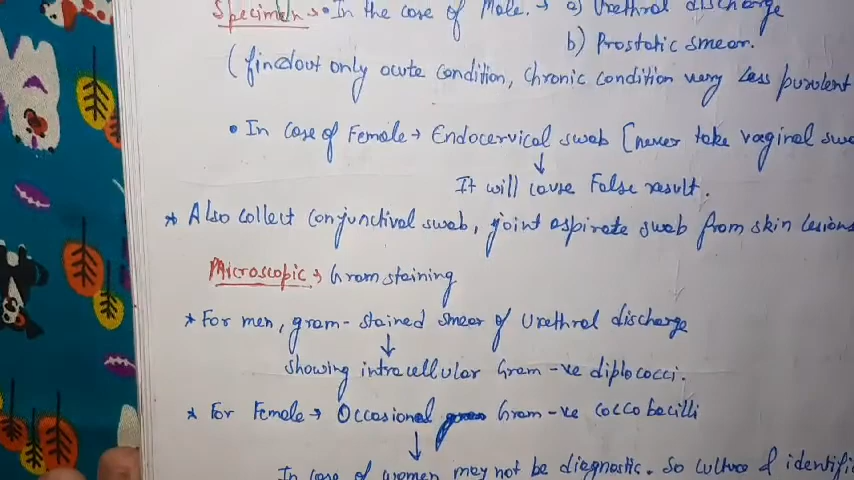 Specimen → • In the case of Male. → a) Urethral discharge
b) Prostatic smear.
(findout only acute condition, Chronic condition very less purulent
• In case of Female → Endocervical swab [never take vaginal swa
↓
It will cause False result.
* Also collect conjunctival swab, joint aspirate swab from skin lesions
Microscopic → Gram staining
* For men, gram-stained smear of Urethral discharge
↓
showing intracellular Gram -ve diplococci.
* For Female → Occasional Gram -ve coccobacilli
↓
In case of women may not be diagnostic. So culture & identific